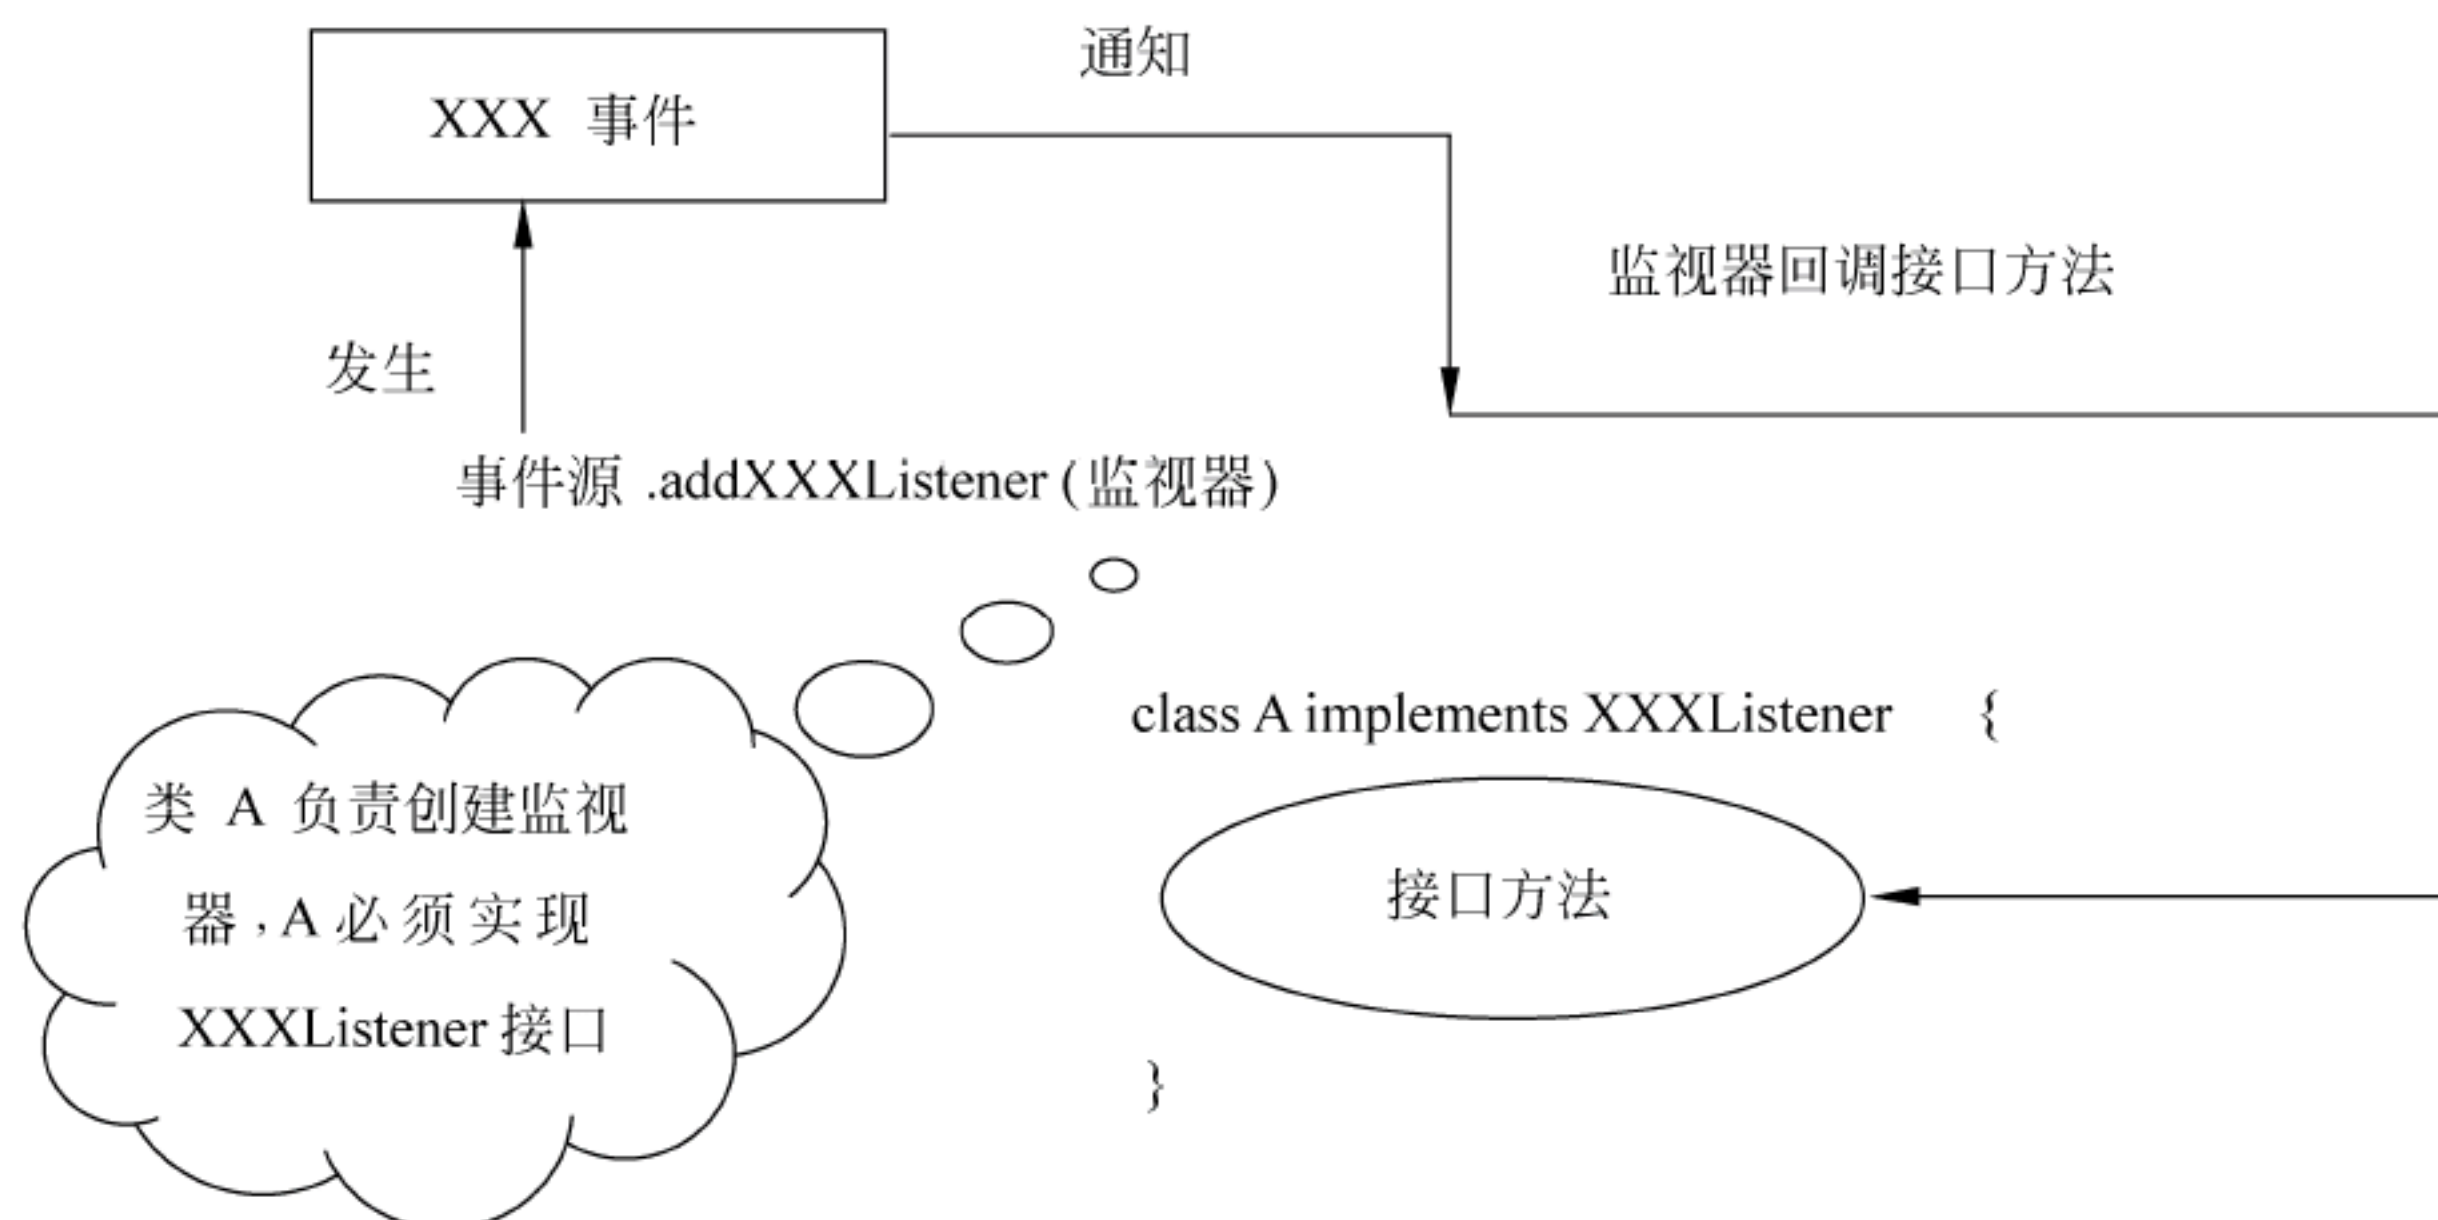 通知
XXX 事件
监视器回调接口方法
发生
事件源 .addXXXListener (监视器)
class A implements XXXListener {
类 A 负责创建监视
器,A 必须实现
XXXListener 接口
接口方法
}